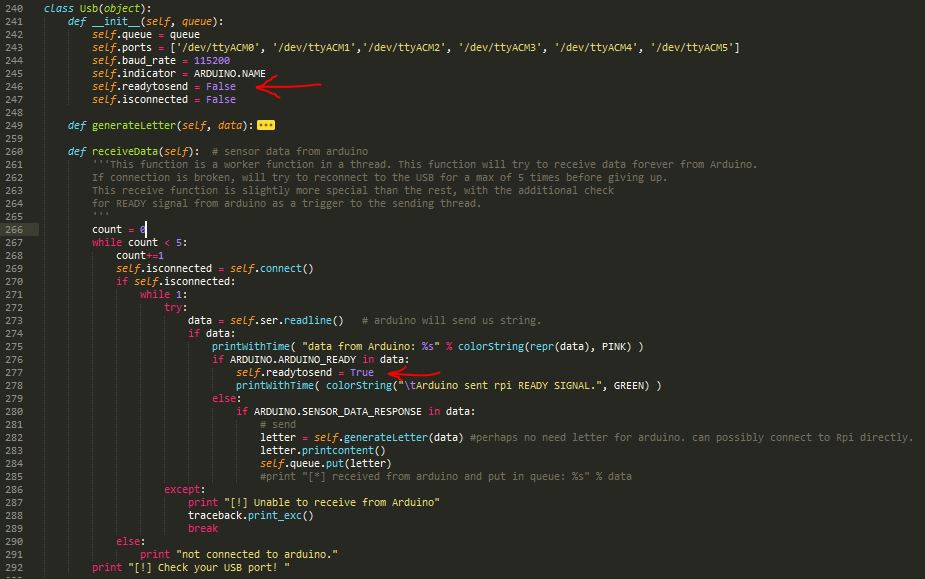 240 class Usb(object):
241     def __init__(self, queue):
242         self.queue = queue
243         self.ports = ['/dev/ttyACM0', '/dev/ttyACM1','/dev/ttyACM2', '/dev/ttyACM3', '/dev/ttyACM4', '/dev/ttyACM5']
244         self.baud_rate = 115200
245         self.indicator = ARDUINO.NAME
246         self.readytosend = False
247         self.isconnected = False
248
249     def generateLetter(self, data):
259
260     def receiveData(self):  # sensor data from arduino
261         '''This function is a worker function in a thread. This function will try to receive data forever from Arduino.
262         If connection is broken, will try to reconnect to the USB for a max of 5 times before giving up.
263         This receive function is slightly more special than the rest, with the additional check
264         for READY signal from arduino as a trigger to the sending thread.
265         '''
266         count = 0
267         while count < 5:
268             count+=1
269             self.isconnected = self.connect()
270             if self.isconnected:
271                 while 1:
272                     try:
273                         data = self.ser.readline()   # arduino will send us string.
274                         if data:
275                             printWithTime( "data from Arduino: %s" % colorString(repr(data), PINK) )
276                             if ARDUINO.ARDUINO_READY in data:
277                                 self.readytosend = True
278                                 printWithTime( colorString("\tArduino sent rpi READY SIGNAL.", GREEN) )
279                             else:
280                                 if ARDUINO.SENSOR_DATA_RESPONSE in data:
281                                     # send
282                                     letter = self.generateLetter(data) #perhaps no need letter for arduino. can possibly connect to Rpi directly.
283                                     letter.printcontent()
284                                     self.queue.put(letter)
285                                     #print "[*] received from arduino and put in queue: %s" % data
286                     except:
287                         print "[!] Unable to receive from Arduino"
288                         traceback.print_exc()
289                         break
290             else:
291                 print "not connected to arduino."
292         print "[!] Check your USB port! "